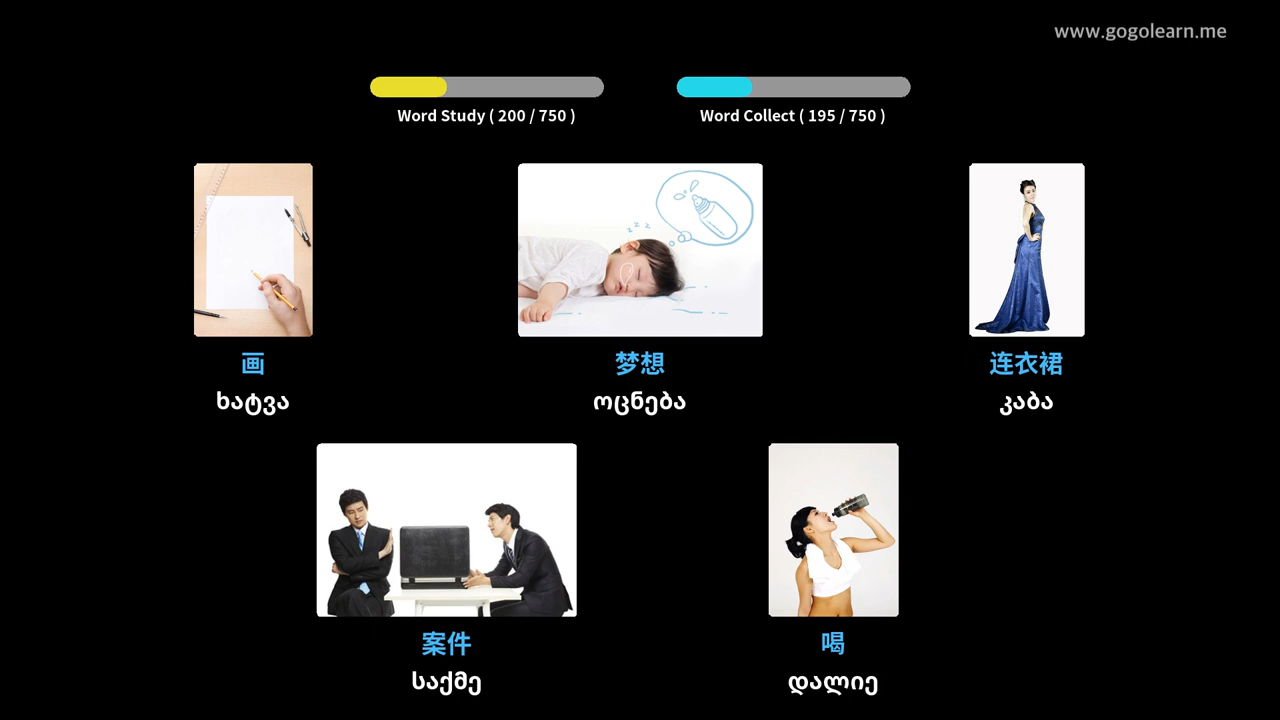 www.gogolearn.me
Word Study ( 200 / 750 )
Word Collect ( 195 / 750 )
画
梦想
连衣裙
ხატვა
ოცნება
კაბა
案件
喝
საქმე
დალიე